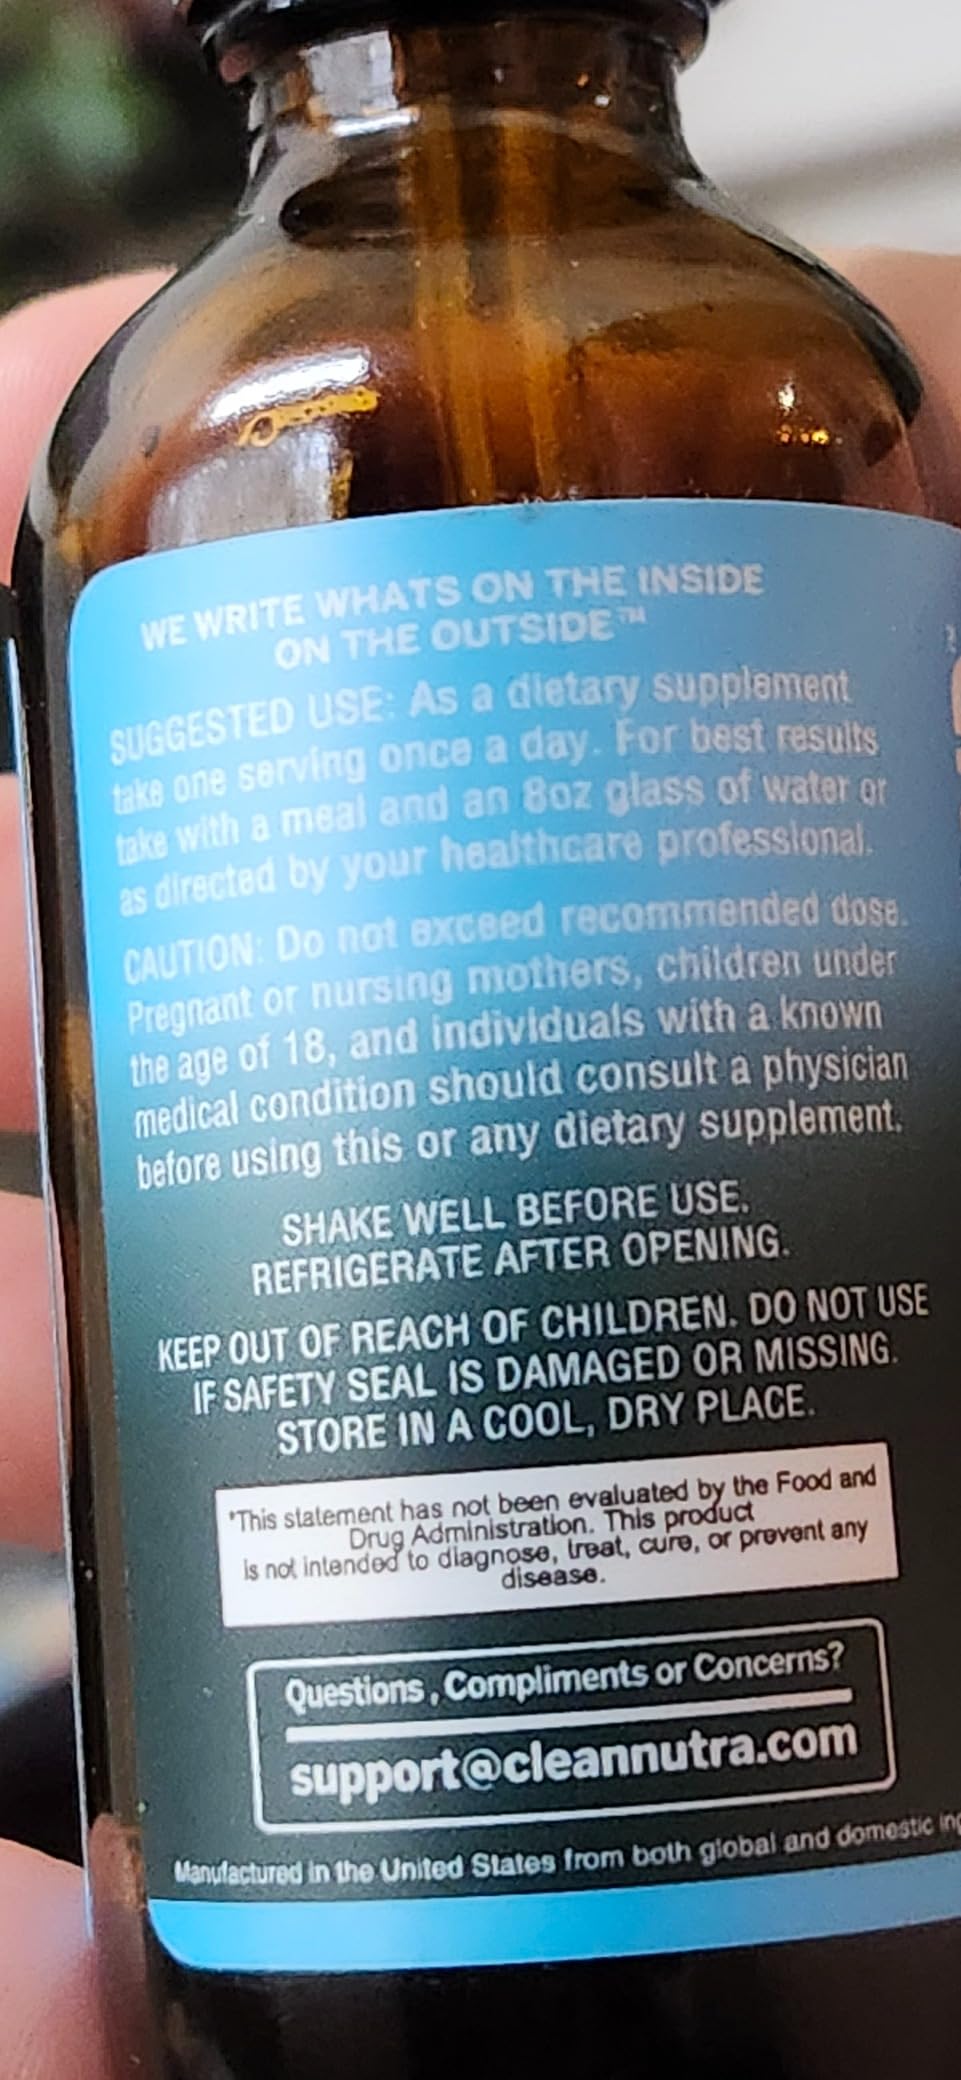 WE WRITE WHATS ON THE INSIDE
ON THE OUTSIDE™
SUGGESTED USE: As a dietary supplement
take one serving once a day. For best results
take with a meal and an 8oz glass of water or
as directed by your healthcare professional.
CAUTION: Do not exceed recommended dose.
Pregnant or nursing mothers, children under
the age of 18, and individuals with a known
medical condition should consult a physician
before using this or any dietary supplement.
SHAKE WELL BEFORE USE.
REFRIGERATE AFTER OPENING.
KEEP OUT OF REACH OF CHILDREN. DO NOT USE
IF SAFETY SEAL IS DAMAGED OR MISSING.
STORE IN A COOL, DRY PLACE.
*This statement has not been evaluated by the Food and
Drug Administration. This product
is not intended to diagnose, treat, cure, or prevent any
disease.
Questions, Compliments or Concerns?
support@cleannutra.com
Manufactured in the United States from both global and domestic